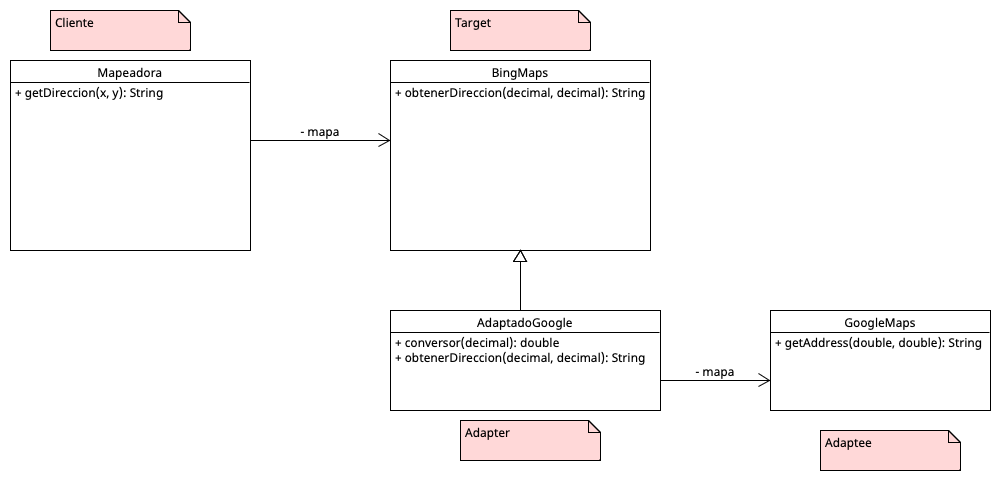 Cliente
Target
Mapeadora
+ getDireccion(x, y): String
BingMaps
+ obtenerDireccion(decimal, decimal): String
- mapa
AdaptadoGoogle
+ conversor(decimal): double
+ obtenerDireccion(decimal, decimal): String
GoogleMaps
+ getAddress(double, double): String
- mapa
Adapter
Adaptee